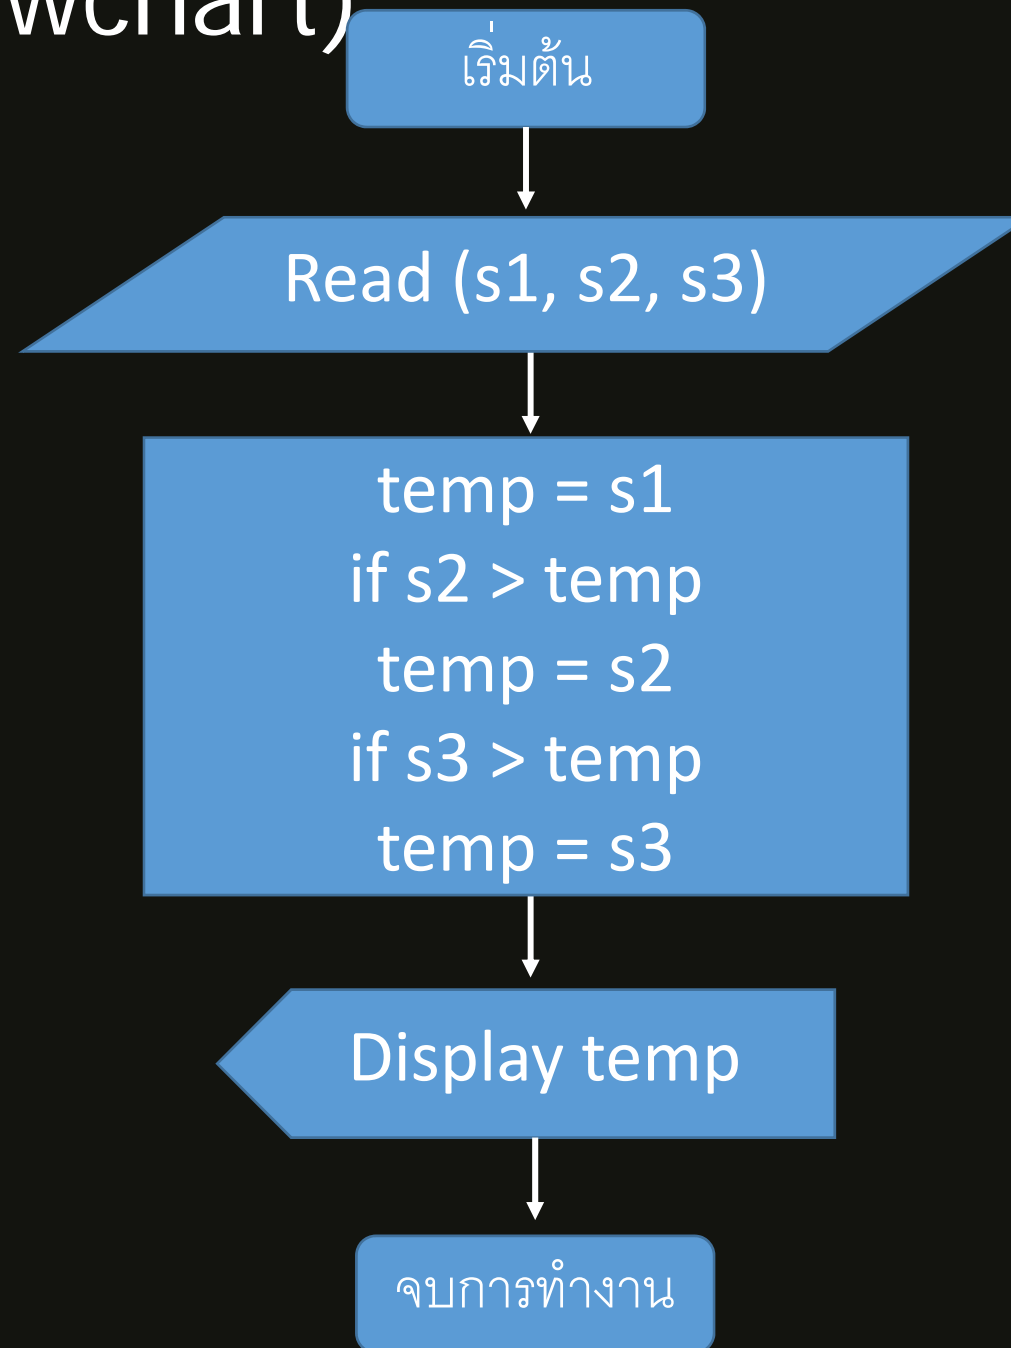 เริ่มต้น
Read (s1, s2, s3)
temp = s1
if s2 > temp
temp = s2
if s3 > temp
temp = s3
Display temp
จบการทำงาน